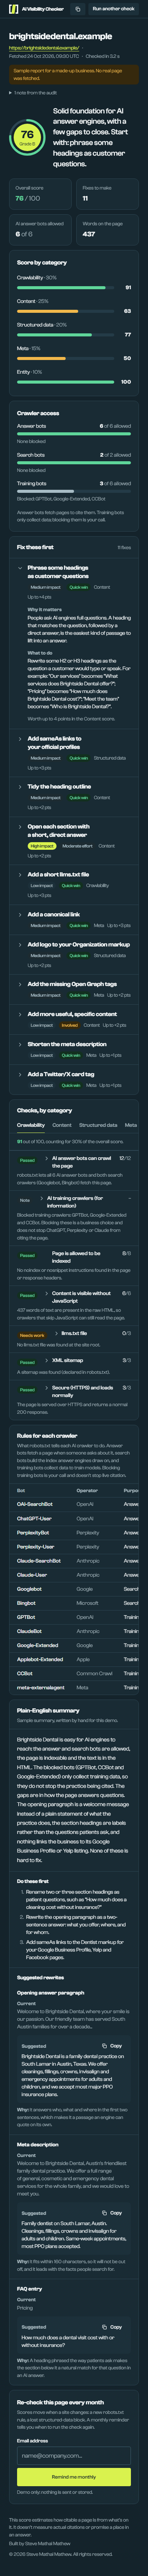 AI Visibility Checker
Run another check
brightsidedental.example
https://brightsidedental.example/
Fetched 24 Oct 2026, 09:30 UTC · Checked in 3.2 s
Sample report for a made-up business. No real page
was fetched.
1 note from the audit
76
Grade B
Solid foundation for AI
answer engines, with a
few gaps to close. Start
with: phrase some
headings as customer
questions.
Overall score
76 / 100
Fixes to make
11
AI answer bots allowed
6 of 6
Words on the page
437
Score by category
Crawlability · 30%
91
Content · 25%
63
Structured data · 20%
77
Meta · 15%
50
Entity · 10%
100
Crawler access
Answer bots
6 of 6 allowed
None blocked
Search bots
2 of 2 allowed
None blocked
Training bots
3 of 6 allowed
Blocked: GPTBot, Google-Extended, CCBot
Answer bots fetch pages to cite them. Training bots
only collect data; blocking them is your call.
Fix these first
11 fixes
Phrase some headings
as customer questions
Medium impact
Quick win
Content
Up to +4 pts
Why it matters
People ask AI engines full questions. A heading
that matches the question, followed by a
direct answer, is the easiest kind of passage to
lift into an answer.
What to do
Rewrite some H2 or H3 headings as the
question a customer would type or speak. For
example: "Our services" becomes "What
services does Brightside Dental offer?";
"Pricing" becomes "How much does
Brightside Dental cost?"; "Meet the team"
becomes "Who is Brightside Dental?".
Worth up to 4 points in the Content score.
Add sameAs links to
your official profiles
Medium impact
Quick win
Structured data
Up to +3 pts
Tidy the heading outline
Medium impact
Quick win
Content
Up to +2 pts
Open each section with
a short, direct answer
High impact
Moderate effort
Content
Up to +2 pts
Add a short llms.txt file
Low impact
Quick win
Crawlability
Up to +3 pts
Add a canonical link
Medium impact
Quick win
Meta
Up to +3 pts
Add logo to your Organization markup
Medium impact
Quick win
Structured data
Up to +2 pts
Add the missing Open Graph tags
Medium impact
Quick win
Meta
Up to +2 pts
Add more useful, specific content
Low impact
Involved
Content
Up to +2 pts
Shorten the meta description
Low impact
Quick win
Meta
Up to +1 pts
Add a Twitter/X card tag
Low impact
Quick win
Meta
Up to +1 pts
Checks, by category
Crawlability
Content
Structured data
Meta
91 out of 100, counting for 30% of the overall score.
Passed
AI answer bots can crawl
the page
12/12
robots.txt lets all 6 AI answer bots and both search
bots fetch this page.
Note
AI training crawlers (for
information)
–
Blocked training crawlers: GPTBot, Google-Extended
and CCBot. Blocking these is a business choice and
does not stop ChatGPT, Perplexity or Claude from
citing the page.
Passed
Page is allowed to be
indexed
8/8
No noindex or nosnippet instructions found in the page
or response headers.
Passed
Content is visible without
JavaScript
6/6
437 words of text are present in the raw HTML, so
crawlers that skip JavaScript can still read the page.
Needs work
llms.txt file
0/3
No llms.txt file was found at the site root.
Passed
XML sitemap
3/3
A sitemap was found (declared in robots.txt).
Passed
Secure (HTTPS) and loads
normally
3/3
The page is served over HTTPS and returns a normal
200 response.
Rules for each crawler
What robots.txt tells each AI crawler to do. Answer
bots fetch a page to quote and cite it, search bots
build the index answer engines draw on, and
training bots collect data to train models. Blocking
training bots is your call and won't stop live citation.
Bot
Operator
Purpo
OAI-SearchBot
OpenAI
Answe
ChatGPT-User
OpenAI
Answe
PerplexityBot
Perplexity
Answe
Perplexity-User
Perplexity
Answe
Claude-SearchBot
Anthropic
Answe
Claude-User
Anthropic
Answe
Googlebot
Google
Search
Bingbot
Microsoft
Search
GPTBot
OpenAI
Trainin
ClaudeBot
Anthropic
Trainin
Google-Extended
Google
Trainin
Applebot-Extended
Apple
Trainin
CCBot
Common Crawl
Trainin
meta-externalagent
Meta
Trainin
Plain-English summary
Sample summary, written by hand for this demo.
Brightside Dental is easy for AI engines to
reach: the answer and search bots are allowed,
the page is indexable and the text is in the
HTML. The blocked bots (GPTBot, CCBot and
Google-Extended) only collect training data, so
they do not stop the practice being cited. The
gaps are in how the page answers questions.
The opening paragraph is a welcome message
instead of a plain statement of what the
practice does, the section headings are labels
rather than the questions patients ask, and
nothing links the business to its Google
Business Profile or Yelp listing. None of these is
hard to fix.
Do these first
1. Rename two or three section headings as
patient questions, such as "How much does a
cleaning cost without insurance?"
2. Rewrite the opening paragraph as a two-
sentence answer: what you offer, where, and
for whom.
3. Add sameAs links to the Dentist markup for
your Google Business Profile, Yelp and
Facebook pages.
Suggested rewrites
Opening answer paragraph
Current
Welcome to Brightside Dental, where your smile is
our passion. Our friendly team has served South
Austin families for over a decade…
Suggested
Copy
Brightside Dental is a family dental practice on
South Lamar in Austin, Texas. We offer
cleanings, fillings, crowns, Invisalign and
emergency appointments for adults and
children, and we accept most major PPO
insurance plans.
Why: It answers who, what and where in the first two
sentences, which makes it a passage an engine can
quote on its own.
Meta description
Current
Welcome to Brightside Dental, Austin's friendliest
family dental practice. We offer a full range
of general, cosmetic, and emergency dental
services for the whole family, and we would love to
meet you.
Suggested
Copy
Family dentist on South Lamar, Austin.
Cleanings, fillings, crowns and Invisalign for
adults and children. Same-week appointments,
most PPO plans accepted.
Why: It fits within 160 characters, so it will not be cut
off, and it leads with the facts people search for.
FAQ entry
Current
Pricing
Suggested
Copy
How much does a dental visit cost with or
without insurance?
Why: A heading phrased the way patients ask makes
the section below it a natural match for that question in
an AI answer.
Re-check this page every month
Scores move when a site changes: a new robots.txt
rule, a lost structured data block. A monthly reminder
tells you when to run the check again.
Email address
name@company.com…
Remind me monthly
Demo only: nothing is sent or stored.
This score estimates how citable a page is from what's on
it. It doesn't measure actual citations or promise a place in
an answer.
Built by Steve Mathai Mathew
© 2026 Steve Mathai Mathew. All rights reserved.